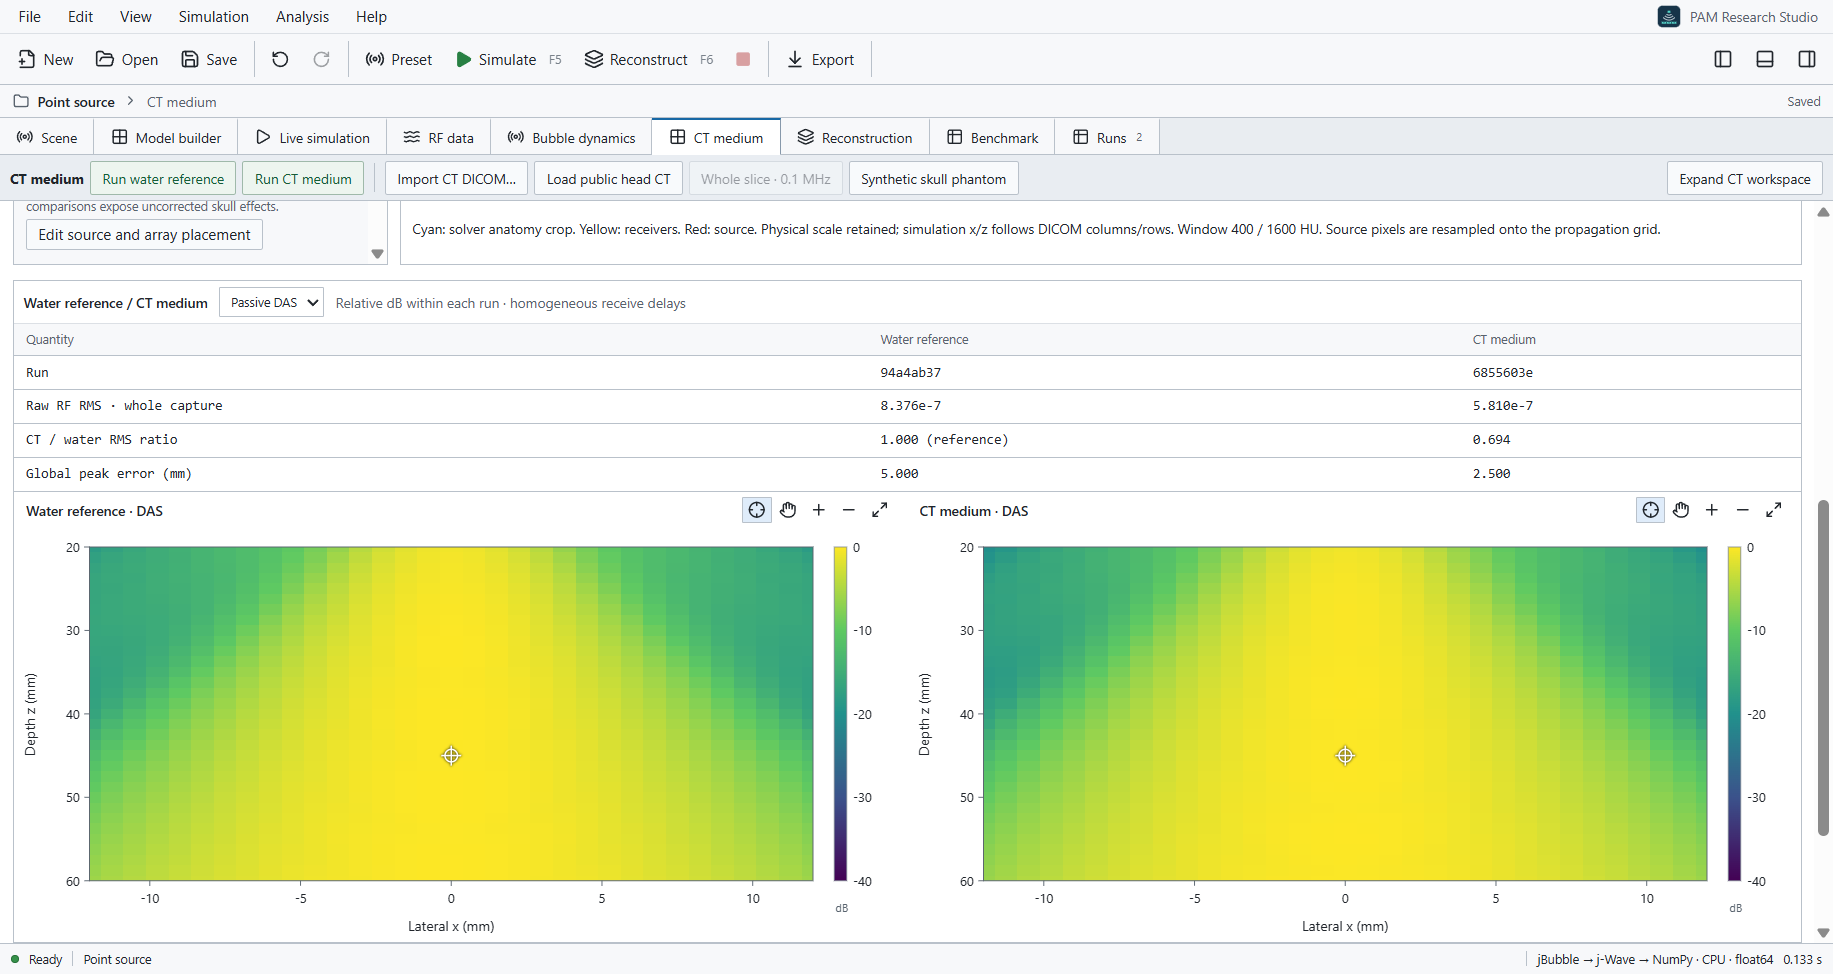 File Edit View Simulation Analysis Help PAM Research Studio
New Open Save Preset Simulate F5 Reconstruct F6 Export
Point source > CT medium Saved
Scene Model builder Live simulation RF data Bubble dynamics CT medium Reconstruction Benchmark Runs 2
CT medium Run water reference Run CT medium Import CT DICOM... Load public head CT Whole slice · 0.1 MHz Synthetic skull phantom Expand CT workspace
comparisons expose uncorrected skull effects.
Edit source and array placement
Cyan: solver anatomy crop. Yellow: receivers. Red: source. Physical scale retained; simulation x/z follows DICOM columns/rows. Window 400 / 1600 HU. Source pixels are resampled onto the propagation grid.
Water reference / CT medium Passive DAS Relative dB within each run · homogeneous receive delays
Quantity Water reference CT medium
Run 94a4ab37 6855603e
Raw RF RMS · whole capture 8.376e-7 5.810e-7
CT / water RMS ratio 1.000 (reference) 0.694
Global peak error (mm) 5.000 2.500
Water reference · DAS
20
30
40
50
60
Depth z (mm)
-10 -5 0 5 10
Lateral x (mm)
0
-10
-20
-30
-40
dB
CT medium · DAS
20
30
40
50
60
Depth z (mm)
-10 -5 0 5 10
Lateral x (mm)
0
-10
-20
-30
-40
dB
Ready Point source jBubble → j-Wave → NumPy · CPU · float64 0.133 s